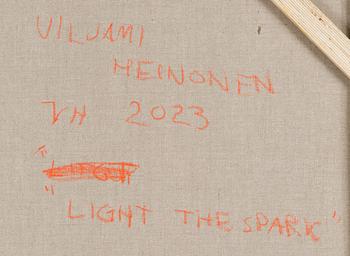 VILJAMI
HEINONEN
VH 2023
"
"
LIGHT THE SPARK"